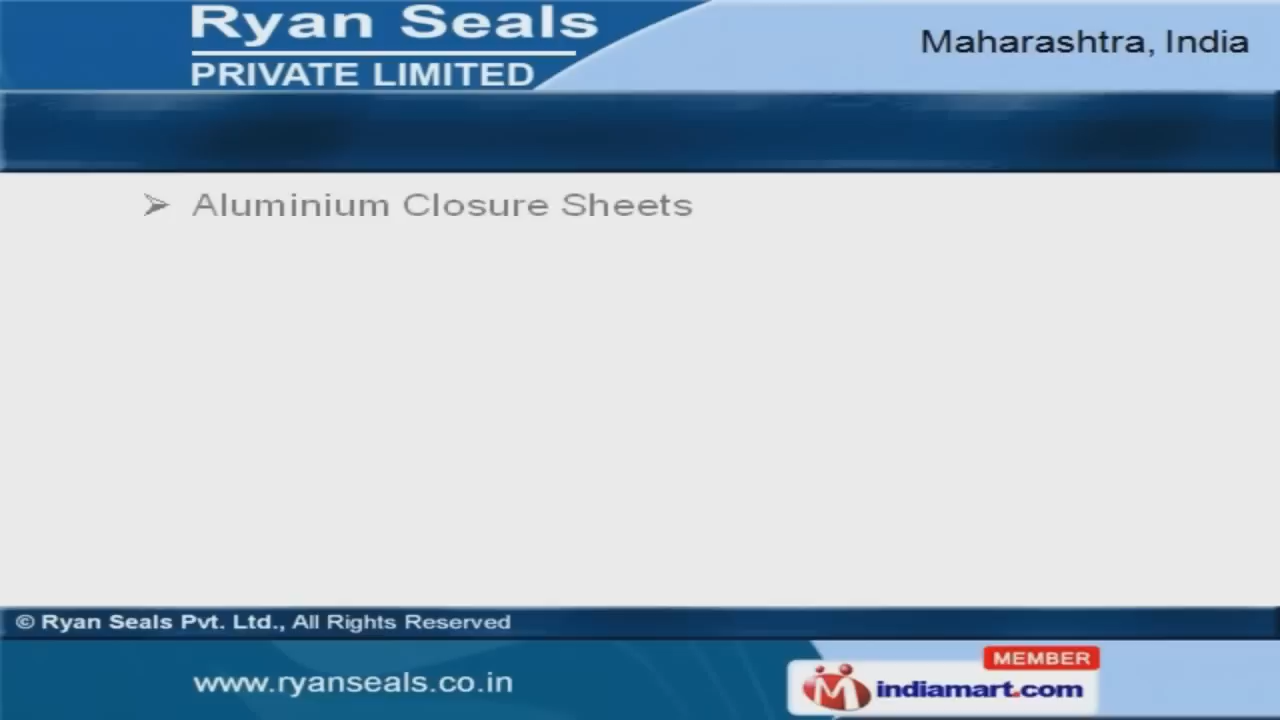 Ryan Seals
PRIVATE LIMITED
Maharashtra, India
➢ Aluminium Closure Sheets
© Ryan Seals Pvt. Ltd., All Rights Reserved
www.ryanseals.co.in
MEMBER
indiamart.com